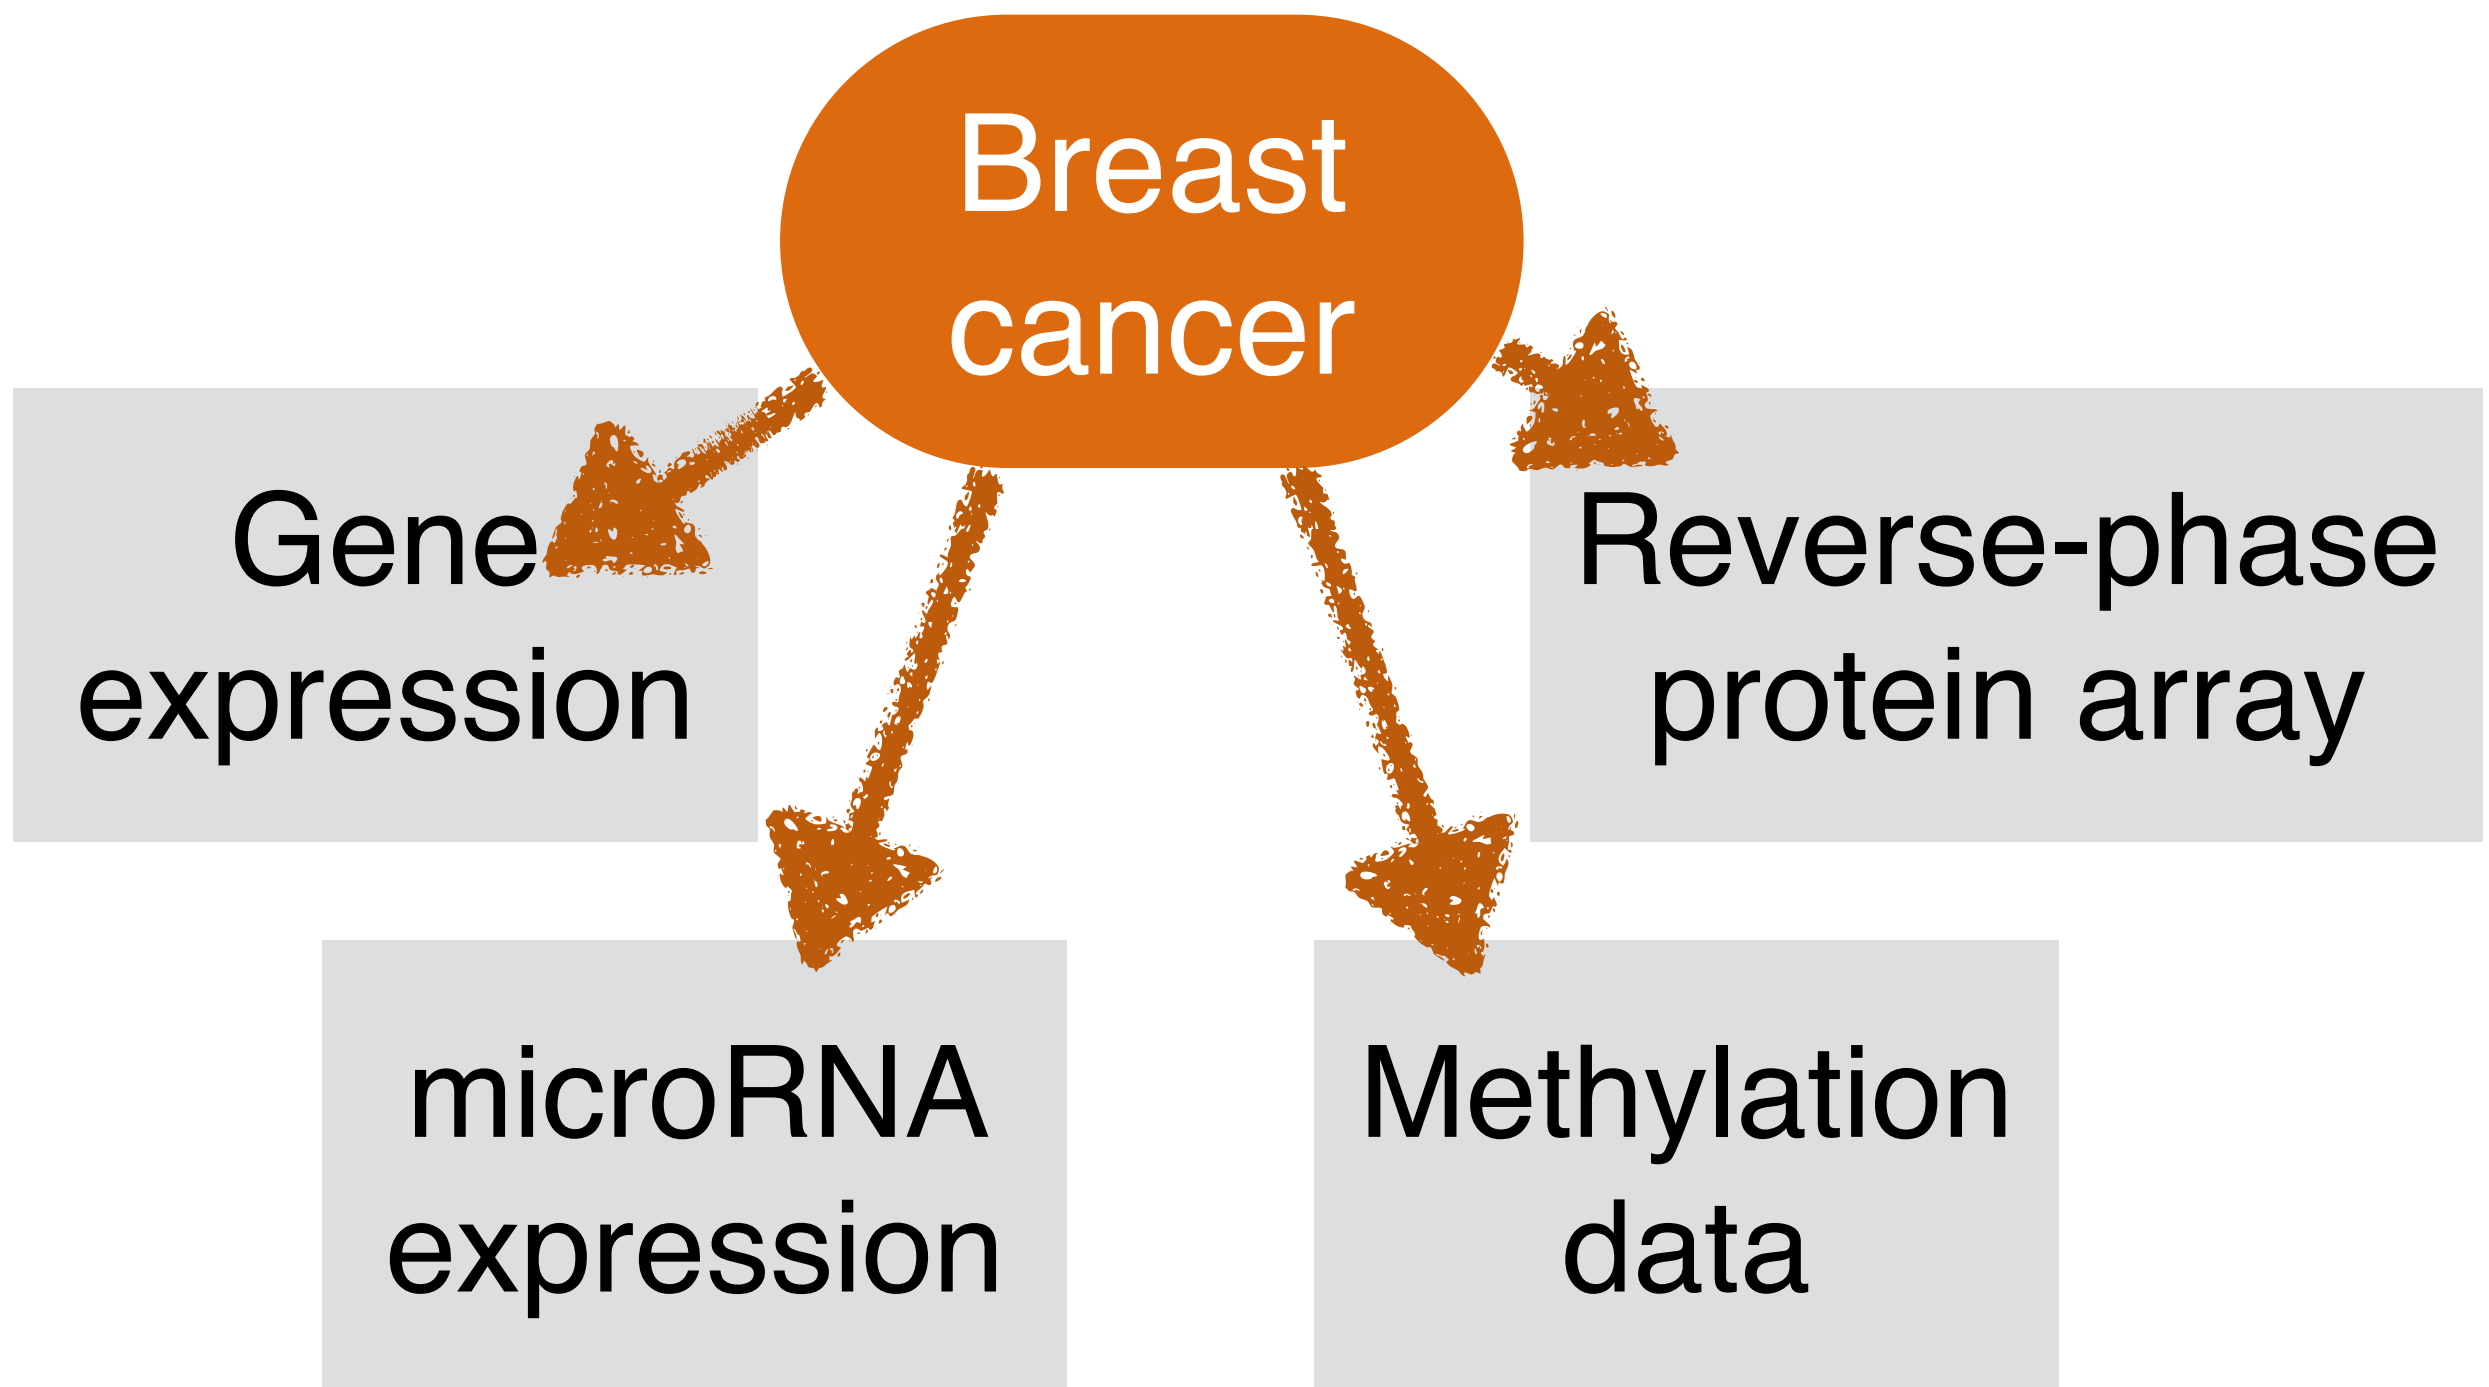 Breast
cancer
Gene
expression
Reverse-phase
protein array
microRNA
expression
Methylation
data